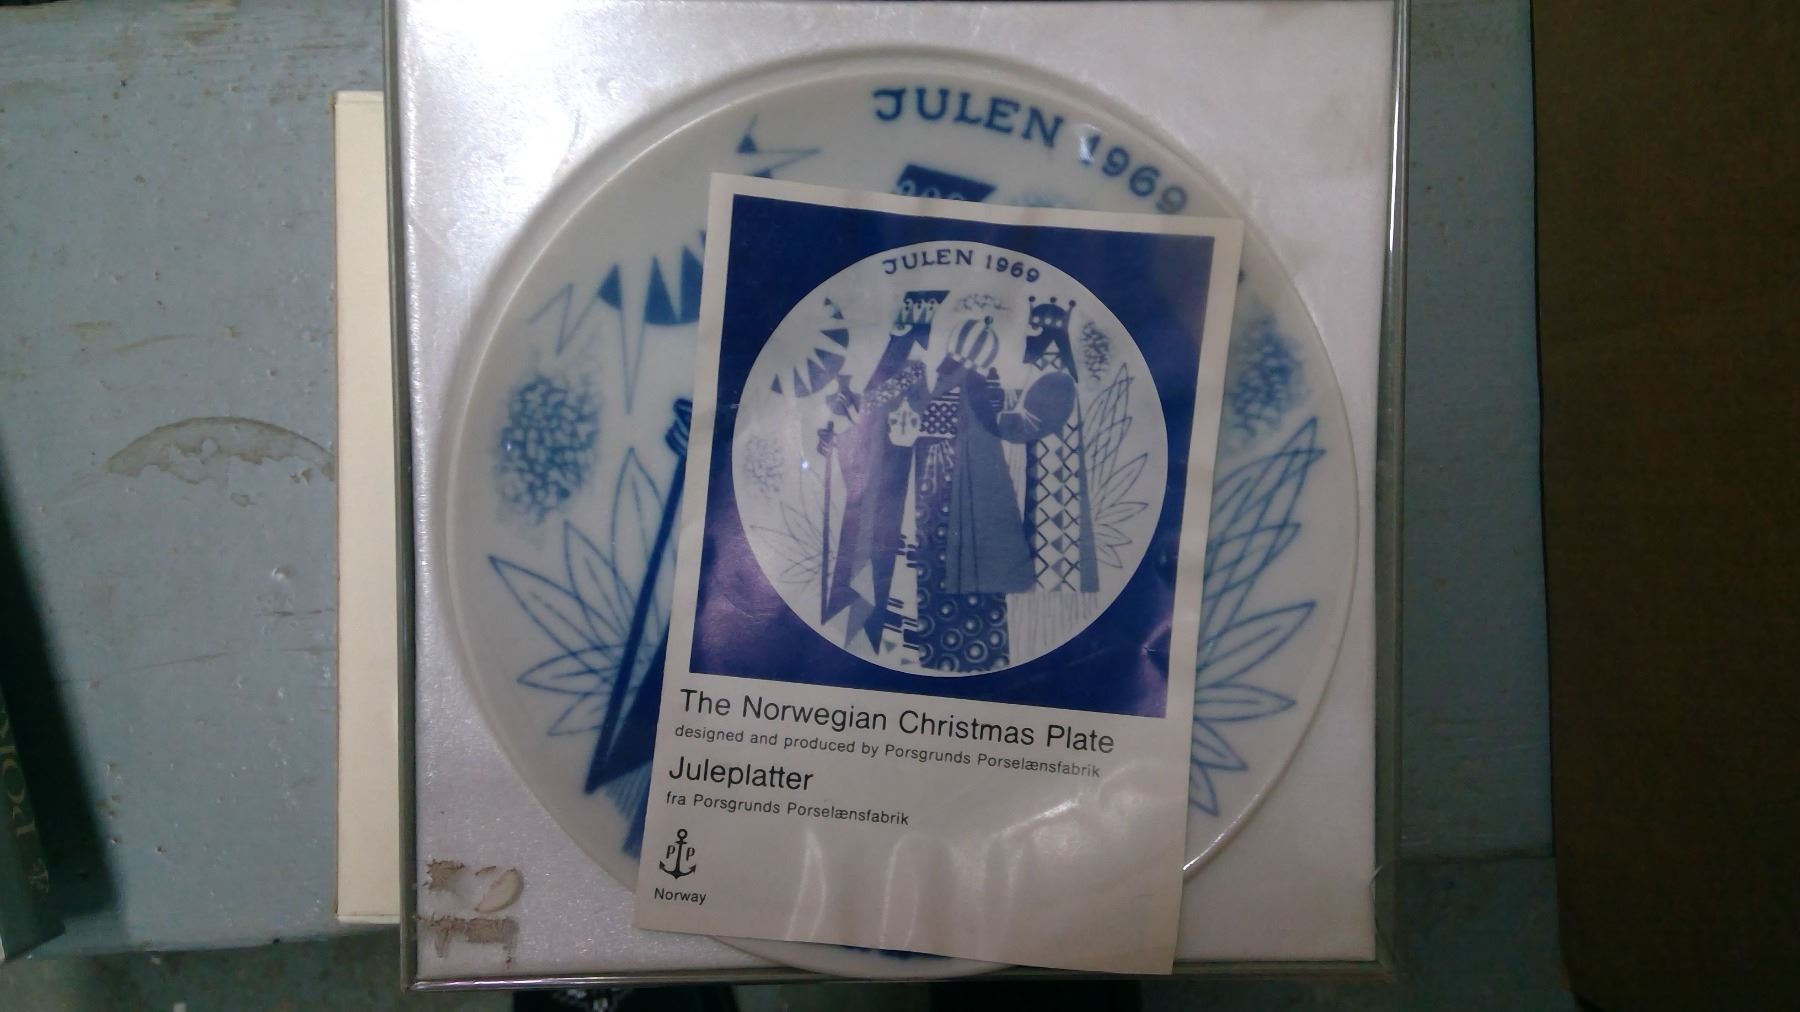 JULEN 1969
JULEN 1969
The Norwegian Christmas Plate
designed and produced by Porsgrunds Porselænsfabrik
Juleplatter
fra Porsgrunds Porselænsfabrik
P P
Norway